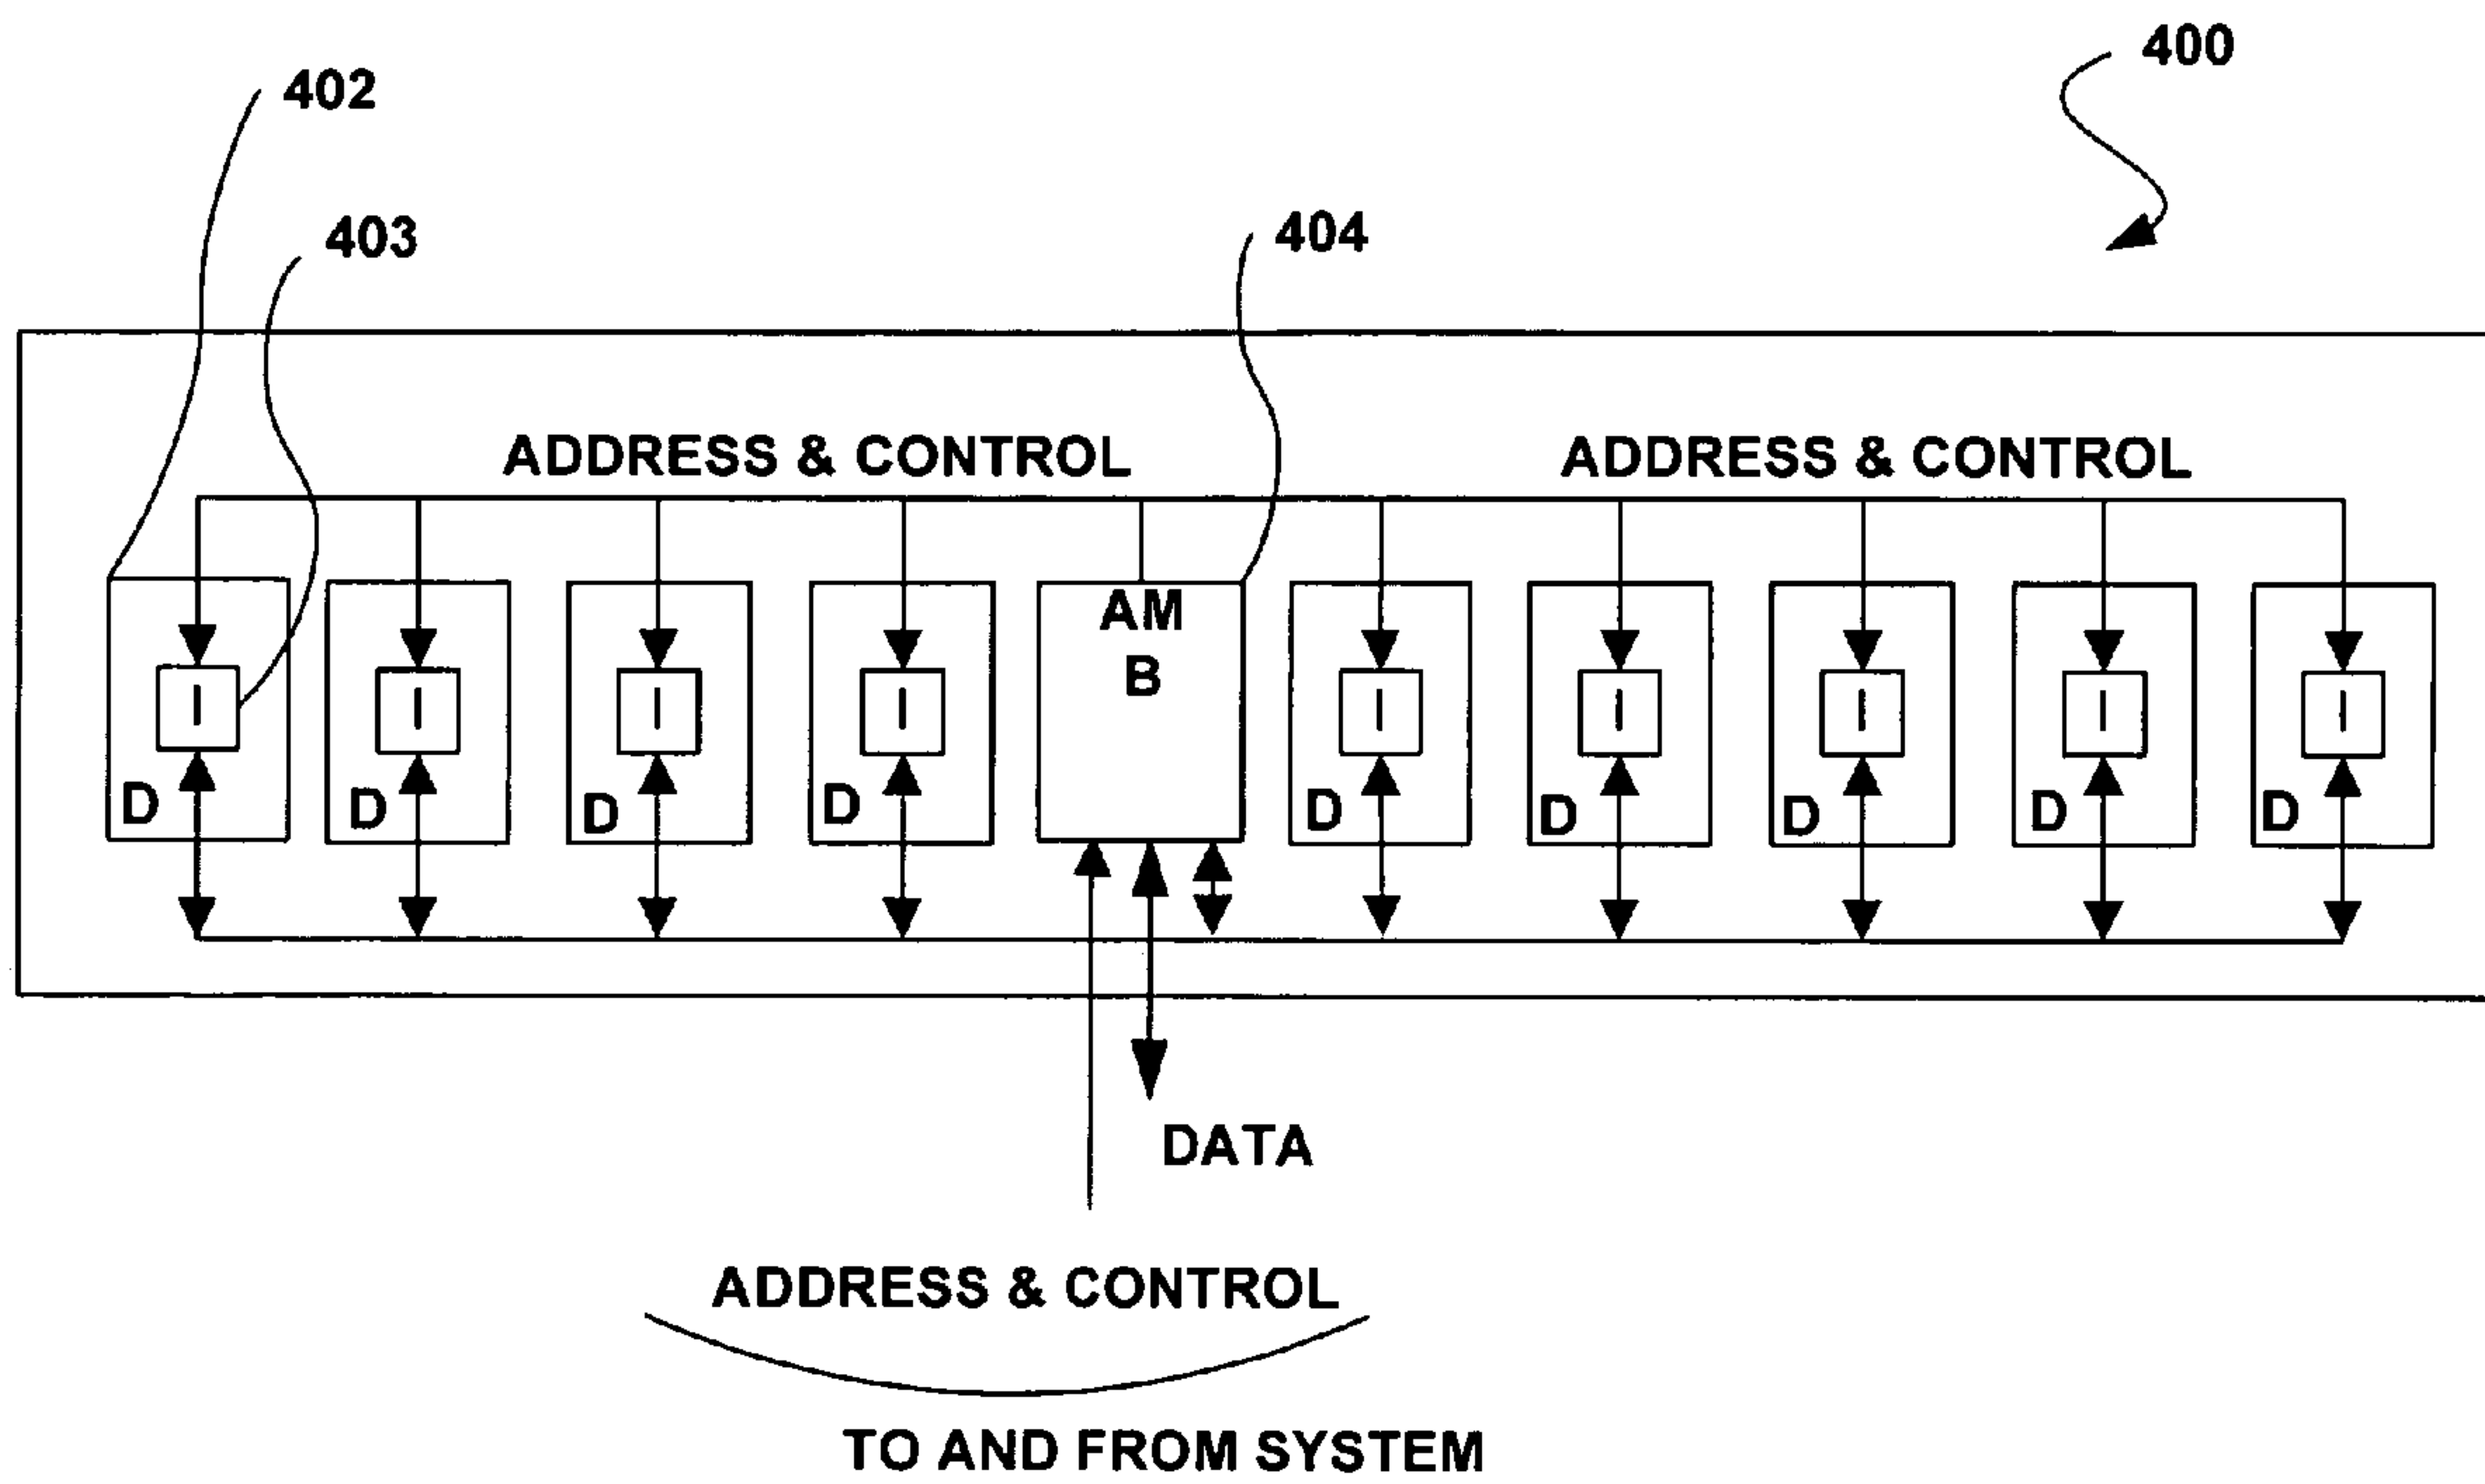 400
402
403
404
ADDRESS & CONTROL
ADDRESS & CONTROL
AM
B
I
I
I
I
I
I
I
I
I
D
D
D
D
D
D
D
D
D
DATA
ADDRESS & CONTROL
TO AND FROM SYSTEM